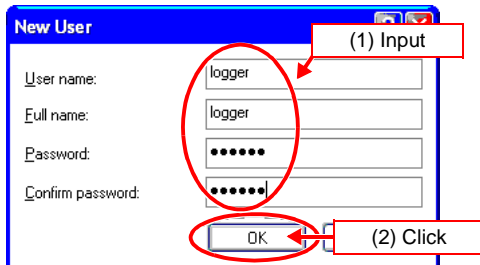 New User
(1) Input
User name: logger
Full name: logger
Password: ●●●●●●
Confirm password: ●●●●●●
OK
(2) Click